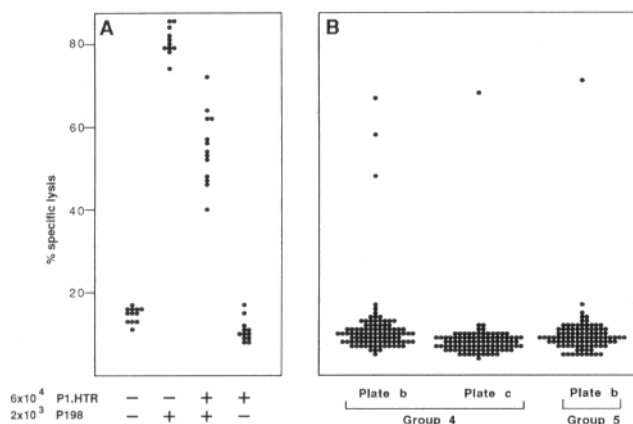 A
B
80
60
40
20
% specific lysis
6x10⁴ P1.HTR − − + +
2x10³ P198 − + + −
Plate b
Plate c
Plate b
Group 4
Group 5